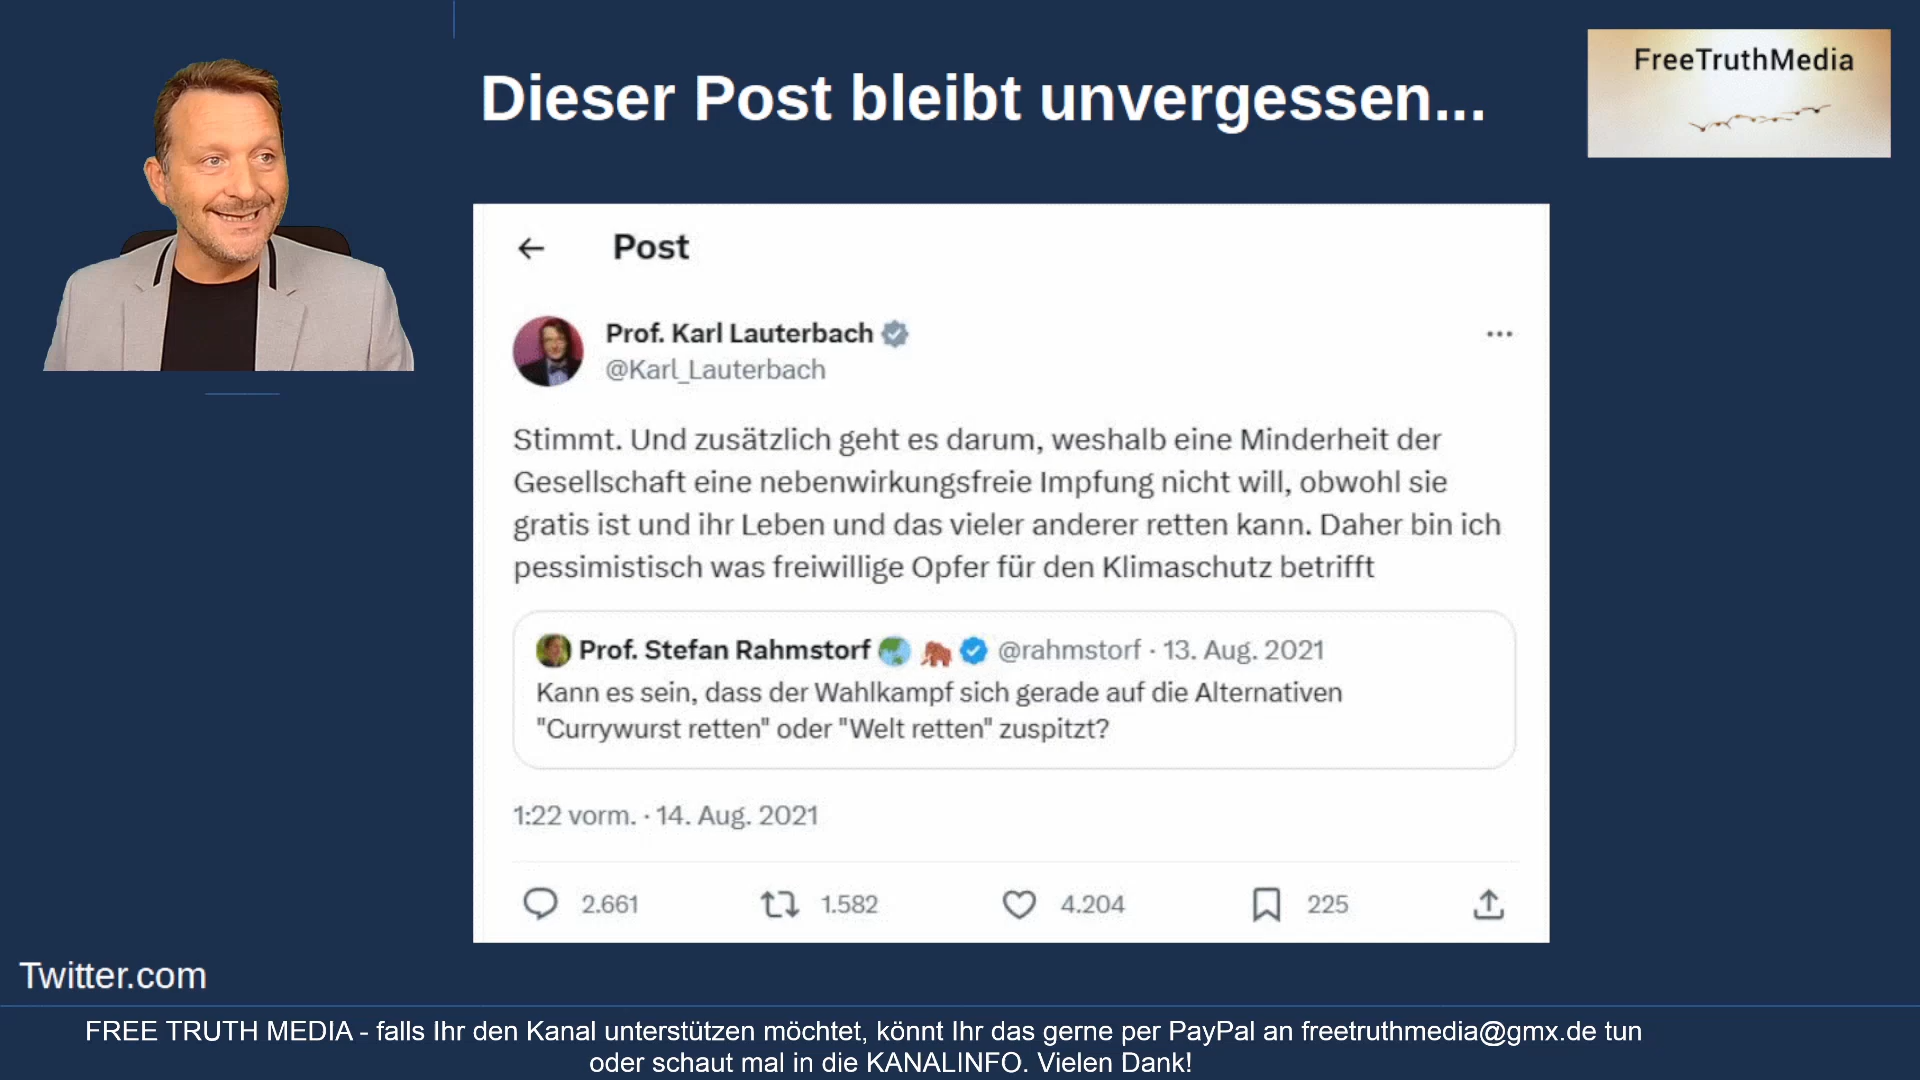 Dieser Post bleibt unvergessen...
FreeTruthMedia
Post
Prof. Karl Lauterbach
@Karl_Lauterbach
Stimmt. Und zusätzlich geht es darum, weshalb eine Minderheit der
Gesellschaft eine nebenwirkungsfreie Impfung nicht will, obwohl sie
gratis ist und ihr Leben und das vieler anderer retten kann. Daher bin ich
pessimistisch was freiwillige Opfer für den Klimaschutz betrifft
Prof. Stefan Rahmstorf 🌏 🦣 @rahmstorf · 13. Aug. 2021
Kann es sein, dass der Wahlkampf sich gerade auf die Alternativen
"Currywurst retten" oder "Welt retten" zuspitzt?
1:22 vorm. · 14. Aug. 2021
2.661 1.582 4.204 225
Twitter.com
FREE TRUTH MEDIA - falls Ihr den Kanal unterstützen möchtet, könnt Ihr das gerne per PayPal an freetruthmedia@gmx.de tun
oder schaut mal in die KANALINFO. Vielen Dank!